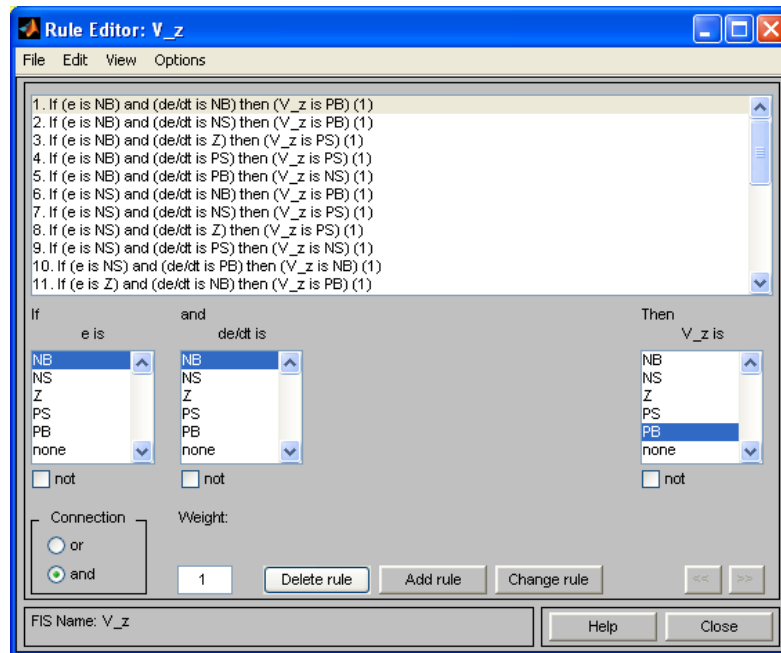 Rule Editor: V_z
File Edit View Options
1. If (e is NB) and (de/dt is NB) then (V_z is PB) (1)
2. If (e is NB) and (de/dt is NS) then (V_z is PB) (1)
3. If (e is NB) and (de/dt is Z) then (V_z is PS) (1)
4. If (e is NB) and (de/dt is PS) then (V_z is PS) (1)
5. If (e is NB) and (de/dt is PB) then (V_z is NS) (1)
6. If (e is NS) and (de/dt is NB) then (V_z is PB) (1)
7. If (e is NS) and (de/dt is NS) then (V_z is PS) (1)
8. If (e is NS) and (de/dt is Z) then (V_z is PS) (1)
9. If (e is NS) and (de/dt is PS) then (V_z is NS) (1)
10. If (e is NS) and (de/dt is PB) then (V_z is NB) (1)
11. If (e is Z) and (de/dt is NB) then (V_z is PB) (1)
If and Then
e is de/dt is V_z is
NB NB NB
NS NS NS
Z Z Z
PS PS PS
PB PB PB
none none none
not not not
Connection Weight:
or
and 1 Delete rule Add rule Change rule << >>
FIS Name: V_z Help Close